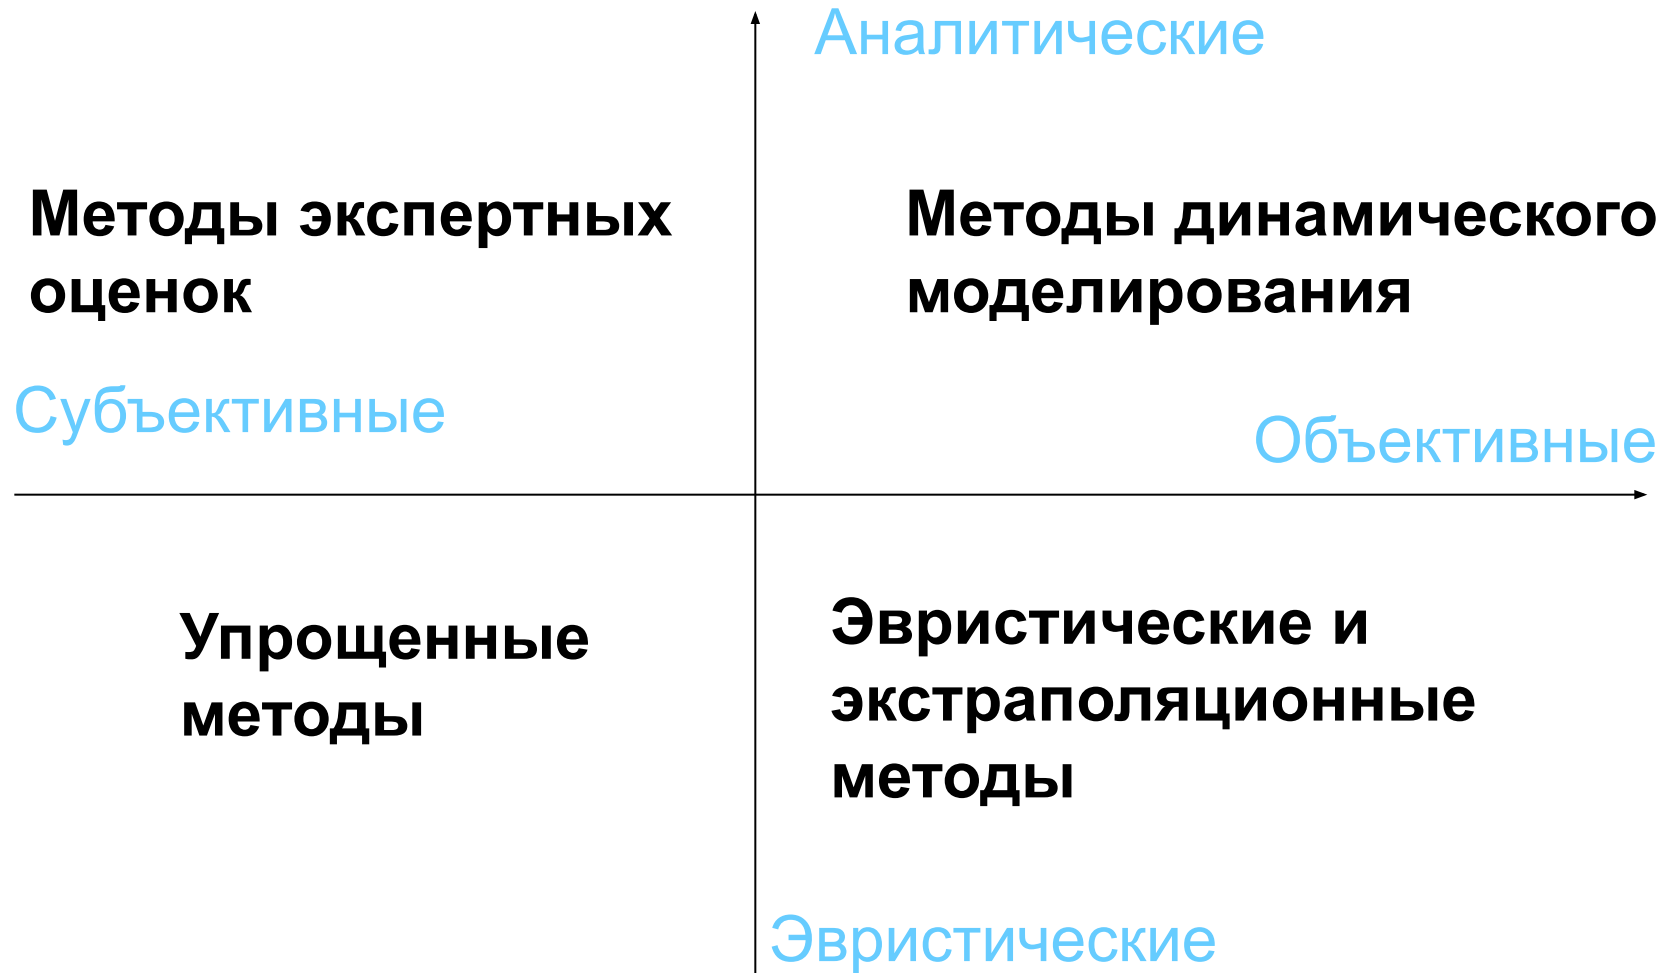 Аналитические
Методы экспертных
оценок
Методы динамического
моделирования
Субъективные
Объективные
Упрощенные
методы
Эвристические и
экстраполяционные
методы
Эвристические